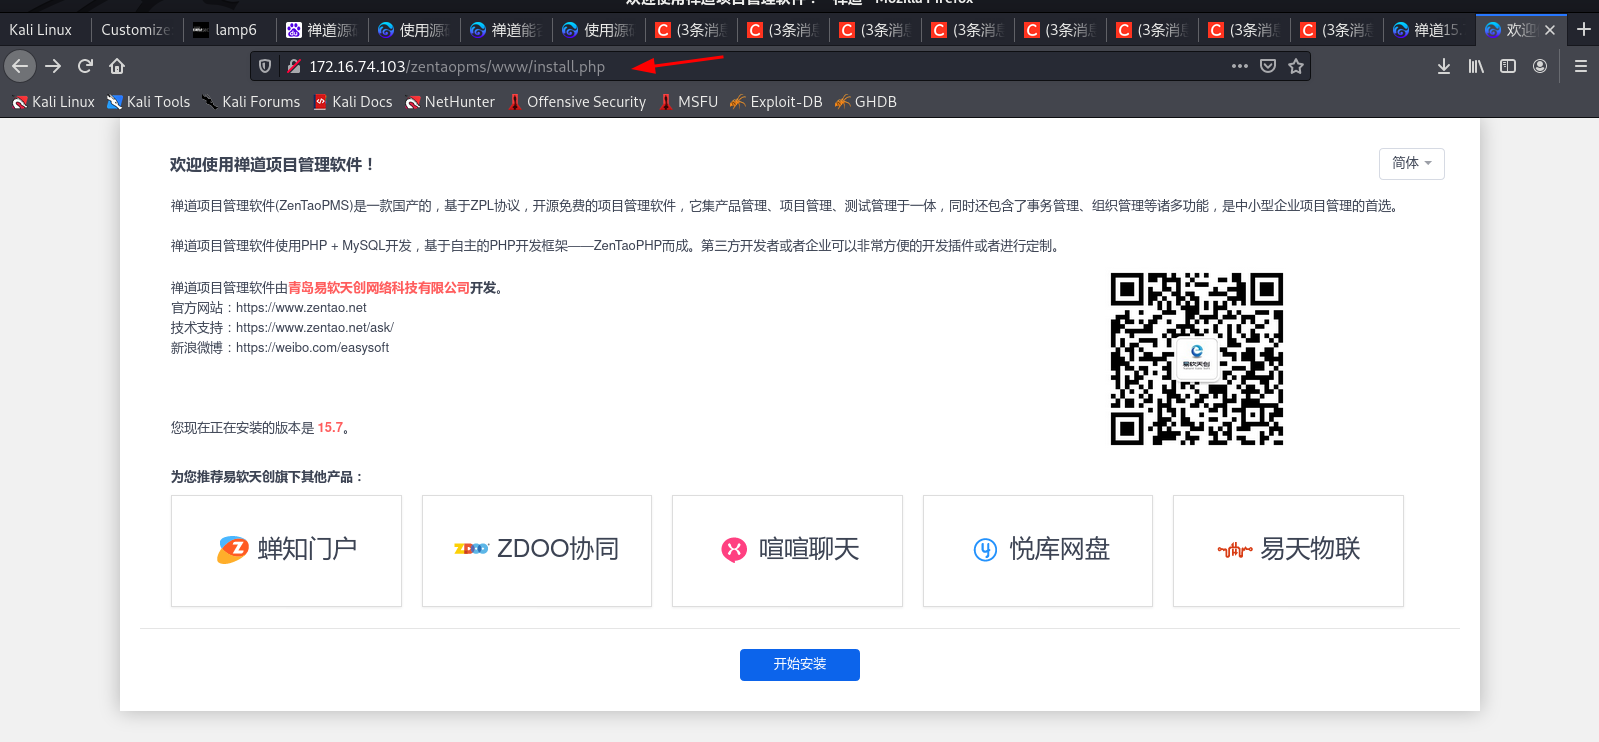 Kali Linux Customize lamp6 禅道源码 使用源码 禅道能否 使用源码 (3条消息 (3条消息 (3条消息 (3条消息 (3条消息 (3条消息 (3条消息 (3条消息 禅道15. 欢迎
172.16.74.103/zentaopms/www/install.php
Kali Linux Kali Tools Kali Forums Kali Docs NetHunter Offensive Security MSFU Exploit-DB GHDB
欢迎使用禅道项目管理软件！
简体
禅道项目管理软件(ZenTaoPMS)是一款国产的，基于ZPL协议，开源免费的项目管理软件，它集产品管理、项目管理、测试管理于一体，同时还包含了事务管理、组织管理等诸多功能，是中小型企业项目管理的首选。
禅道项目管理软件使用PHP + MySQL开发，基于自主的PHP开发框架——ZenTaoPHP而成。第三方开发者或者企业可以非常方便的开发插件或者进行定制。
禅道项目管理软件由青岛易软天创网络科技有限公司开发。
官方网站：https://www.zentao.net
技术支持：https://www.zentao.net/ask/
新浪微博：https://weibo.com/easysoft
易软天创
您现在正在安装的版本是 15.7。
为您推荐易软天创旗下其他产品：
蝉知门户
ZDOO ZDOO协同
喧喧聊天
悦库网盘
易天物联
开始安装